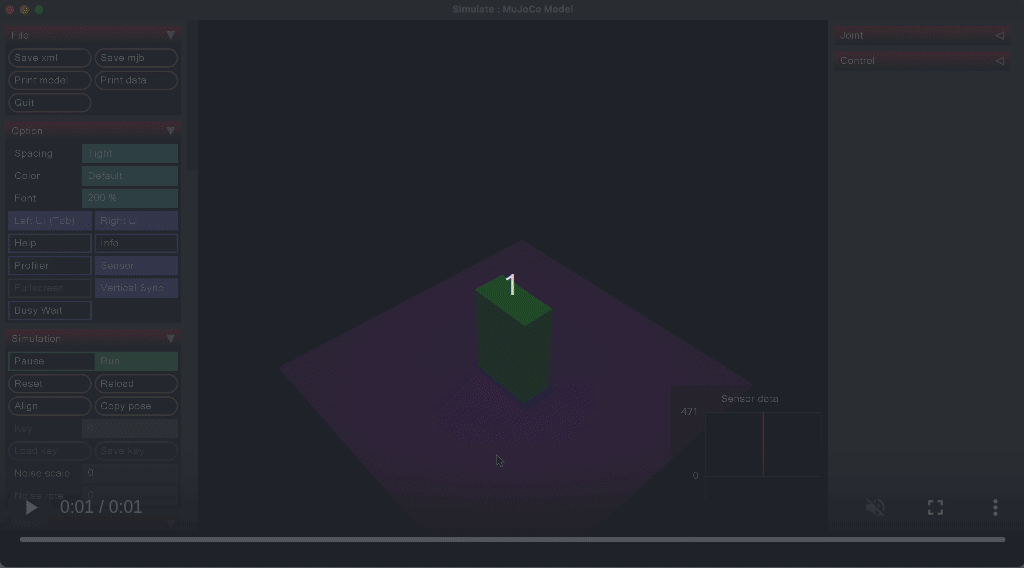 Simulate : MuJoCo Model
File
Save xml
Save mjb
Print model
Print data
Quit
Option
Spacing
Tight
Color
Default
Font
200 %
Left UI (Tab)
Right UI
Help
Info
Profiler
Sensor
Fullscreen
Vertical Sync
Busy Wait
Simulation
Pause
Run
Reset
Reload
Align
Copy pose
Key
0
Load key
Save key
Noise scale
0
Noise rate
0
Joint
Control
1
Sensor data
471
0
0:01 / 0:01